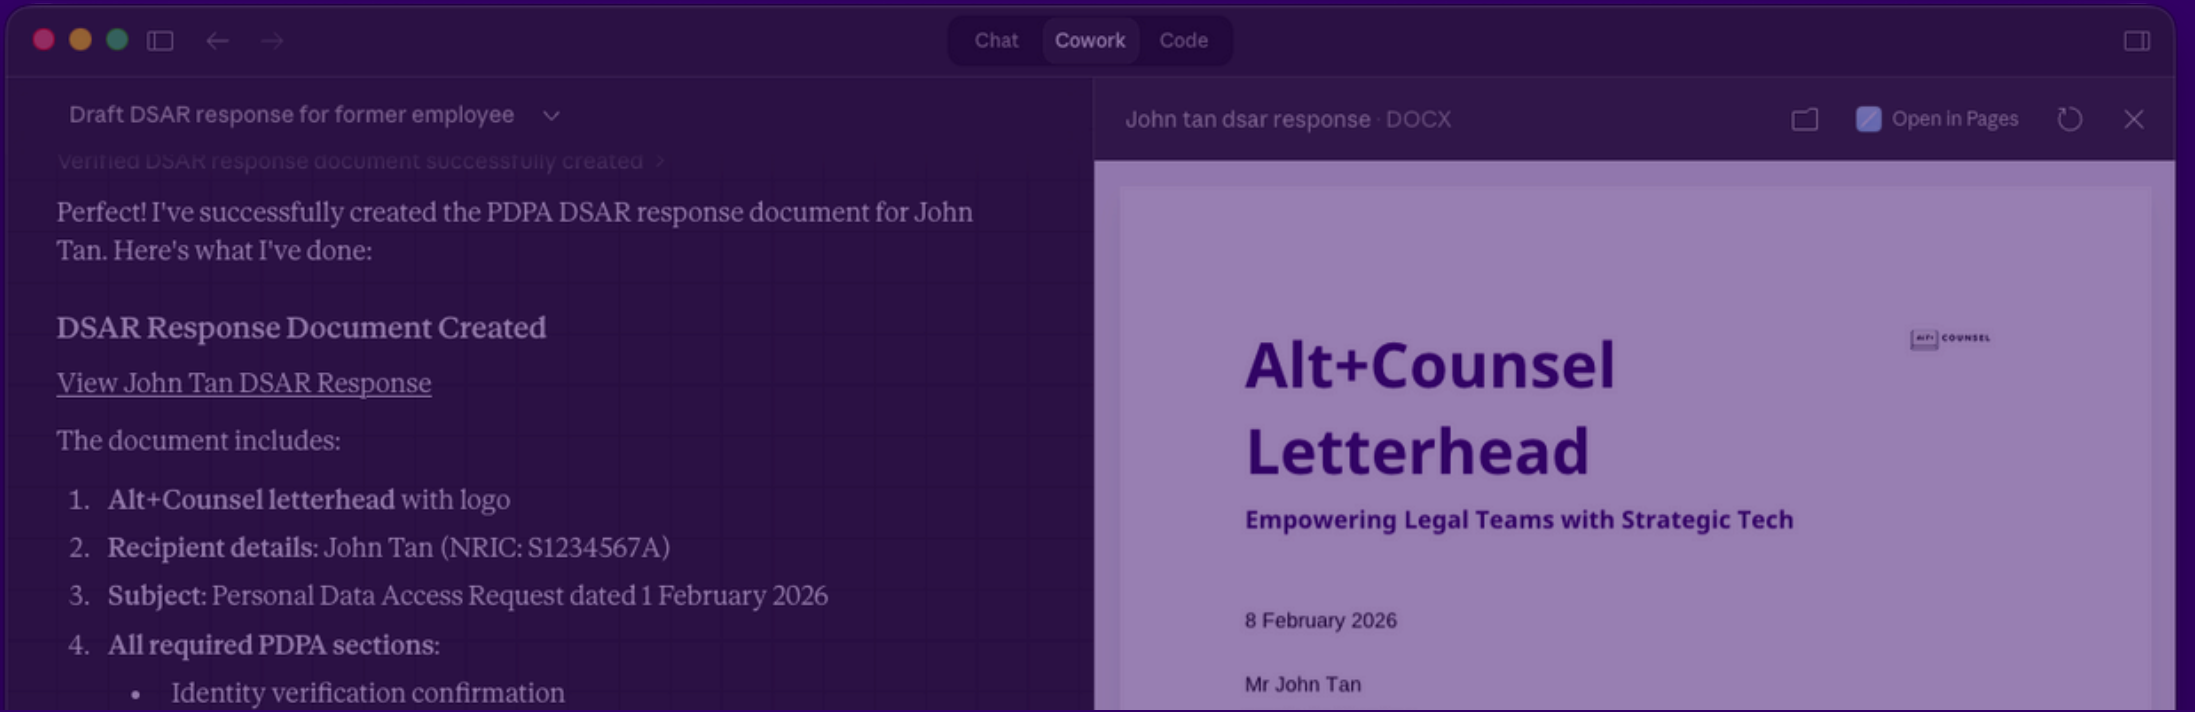 Chat Cowork Code
Draft DSAR response for former employee
Verified DSAR response document successfully created
Perfect! I've successfully created the PDPA DSAR response document for John
Tan. Here's what I've done:
DSAR Response Document Created
View John Tan DSAR Response
The document includes:
1. Alt+Counsel letterhead with logo
2. Recipient details: John Tan (NRIC: S1234567A)
3. Subject: Personal Data Access Request dated 1 February 2026
4. All required PDPA sections:
• Identity verification confirmation
John tan dsar response · DOCX
Open in Pages
Alt+ COUNSEL
Alt+Counsel
Letterhead
Empowering Legal Teams with Strategic Tech
8 February 2026
Mr John Tan